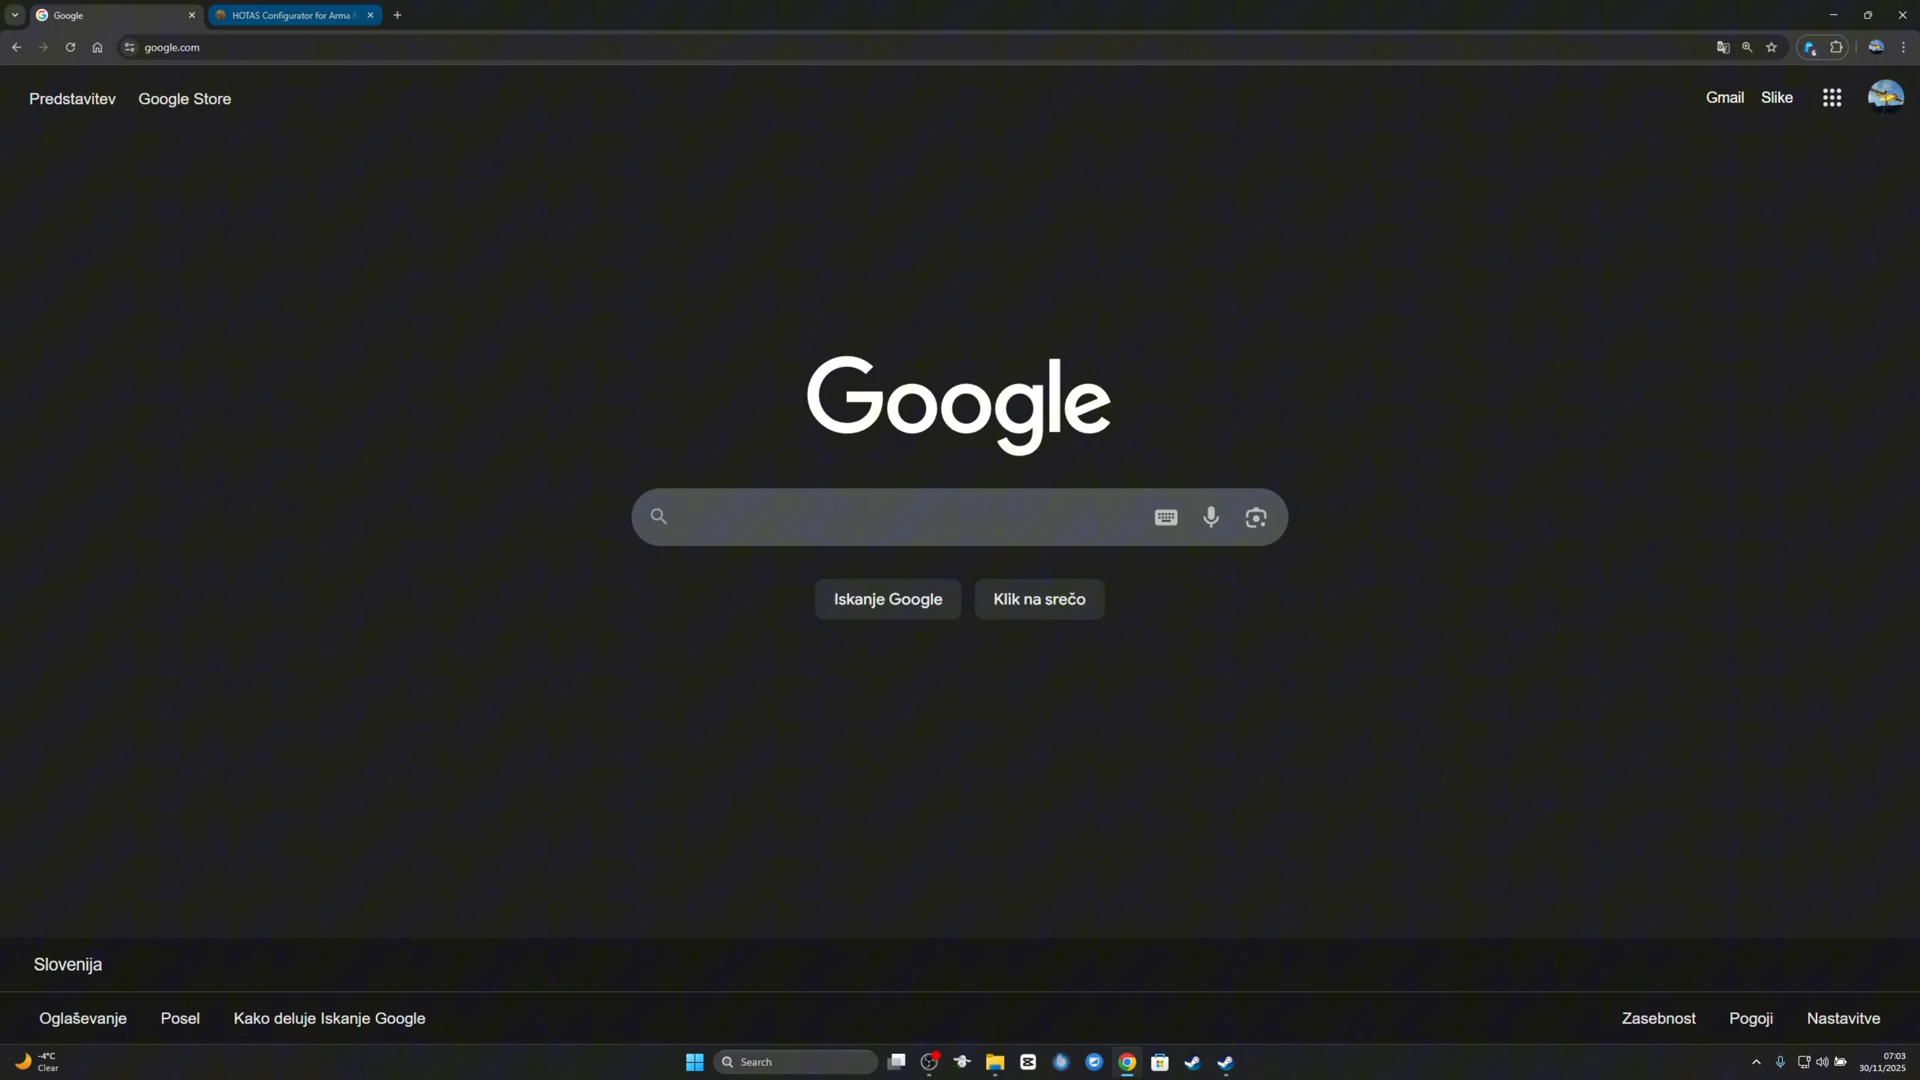 Google
HOTAS Configurator for Arma
google.com
Predstavitev
Google Store
Gmail
Slike
Google
Iskanje Google
Klik na srečo
Slovenija
Oglaševanje
Posel
Kako deluje Iskanje Google
Zasebnost
Pogoji
Nastavitve
-4°C
Clear
Search
07:03
30/11/2025